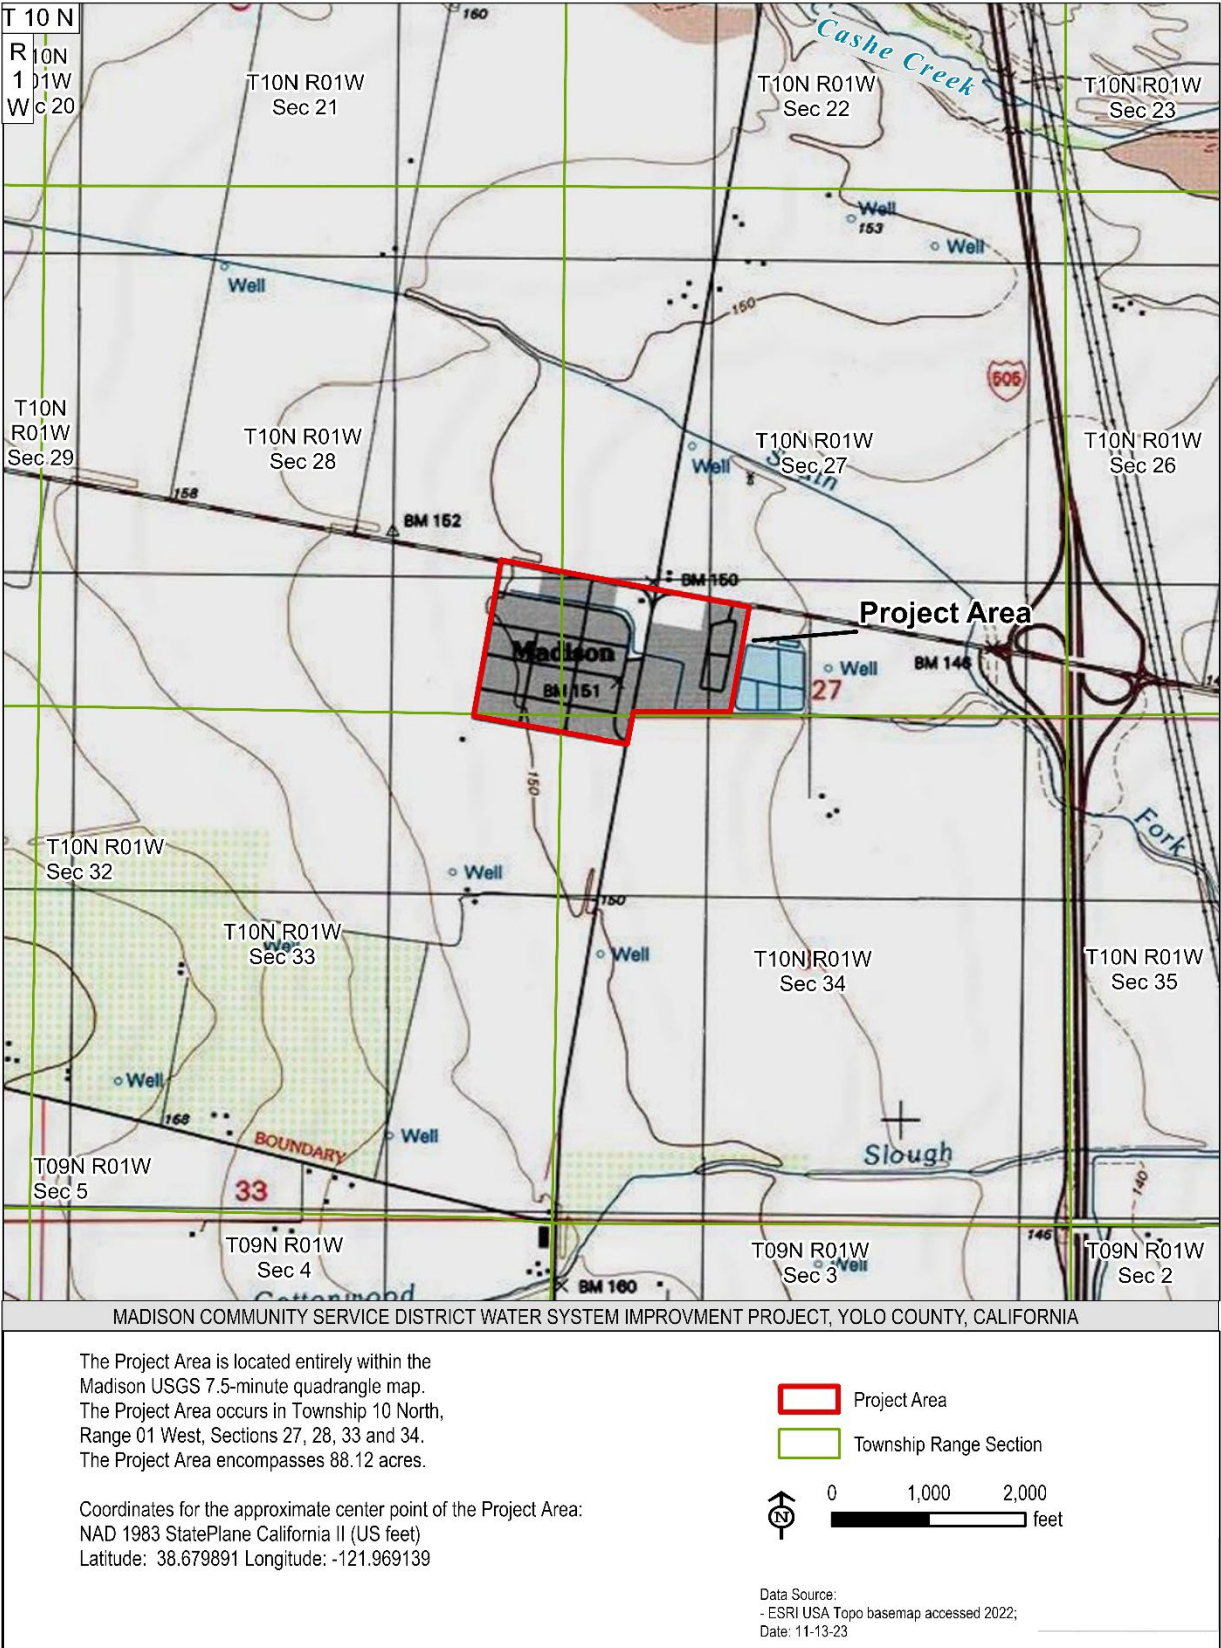 T 10 N
R
1
W
10N
01W
c 20
160
Cashe Creek
T10N R01W
Sec 21
T10N R01W
Sec 22
T10N R01W
Sec 23
Well
153
Well
Well
150
505
T10N
R01W
Sec 29
T10N R01W
Sec 28
T10N R01W
Sec 27
T10N R01W
Sec 26
Well
158
BM 152
BM 150
Project Area
Madison
BM 151
Well
27
BM 146
150
Fork
T10N R01W
Sec 32
Well
150
T10N R01W
Sec 33
Well
T10N R01W
Sec 34
T10N R01W
Sec 35
Well
168
BOUNDARY
Well
Slough
T09N R01W
Sec 5
33
140
146
T09N R01W
Sec 4
T09N R01W
Sec 3
Well
T09N R01W
Sec 2
Cottonwood
BM 160
MADISON COMMUNITY SERVICE DISTRICT WATER SYSTEM IMPROVMENT PROJECT, YOLO COUNTY, CALIFORNIA
The Project Area is located entirely within the
Madison USGS 7.5-minute quadrangle map.
The Project Area occurs in Township 10 North,
Range 01 West, Sections 27, 28, 33 and 34.
The Project Area encompasses 88.12 acres.
Coordinates for the approximate center point of the Project Area:
NAD 1983 StatePlane California II (US feet)
Latitude: 38.679891 Longitude: -121.969139
Project Area
Township Range Section
N
0 1,000 2,000
feet
Data Source:
- ESRI USA Topo basemap accessed 2022;
Date: 11-13-23